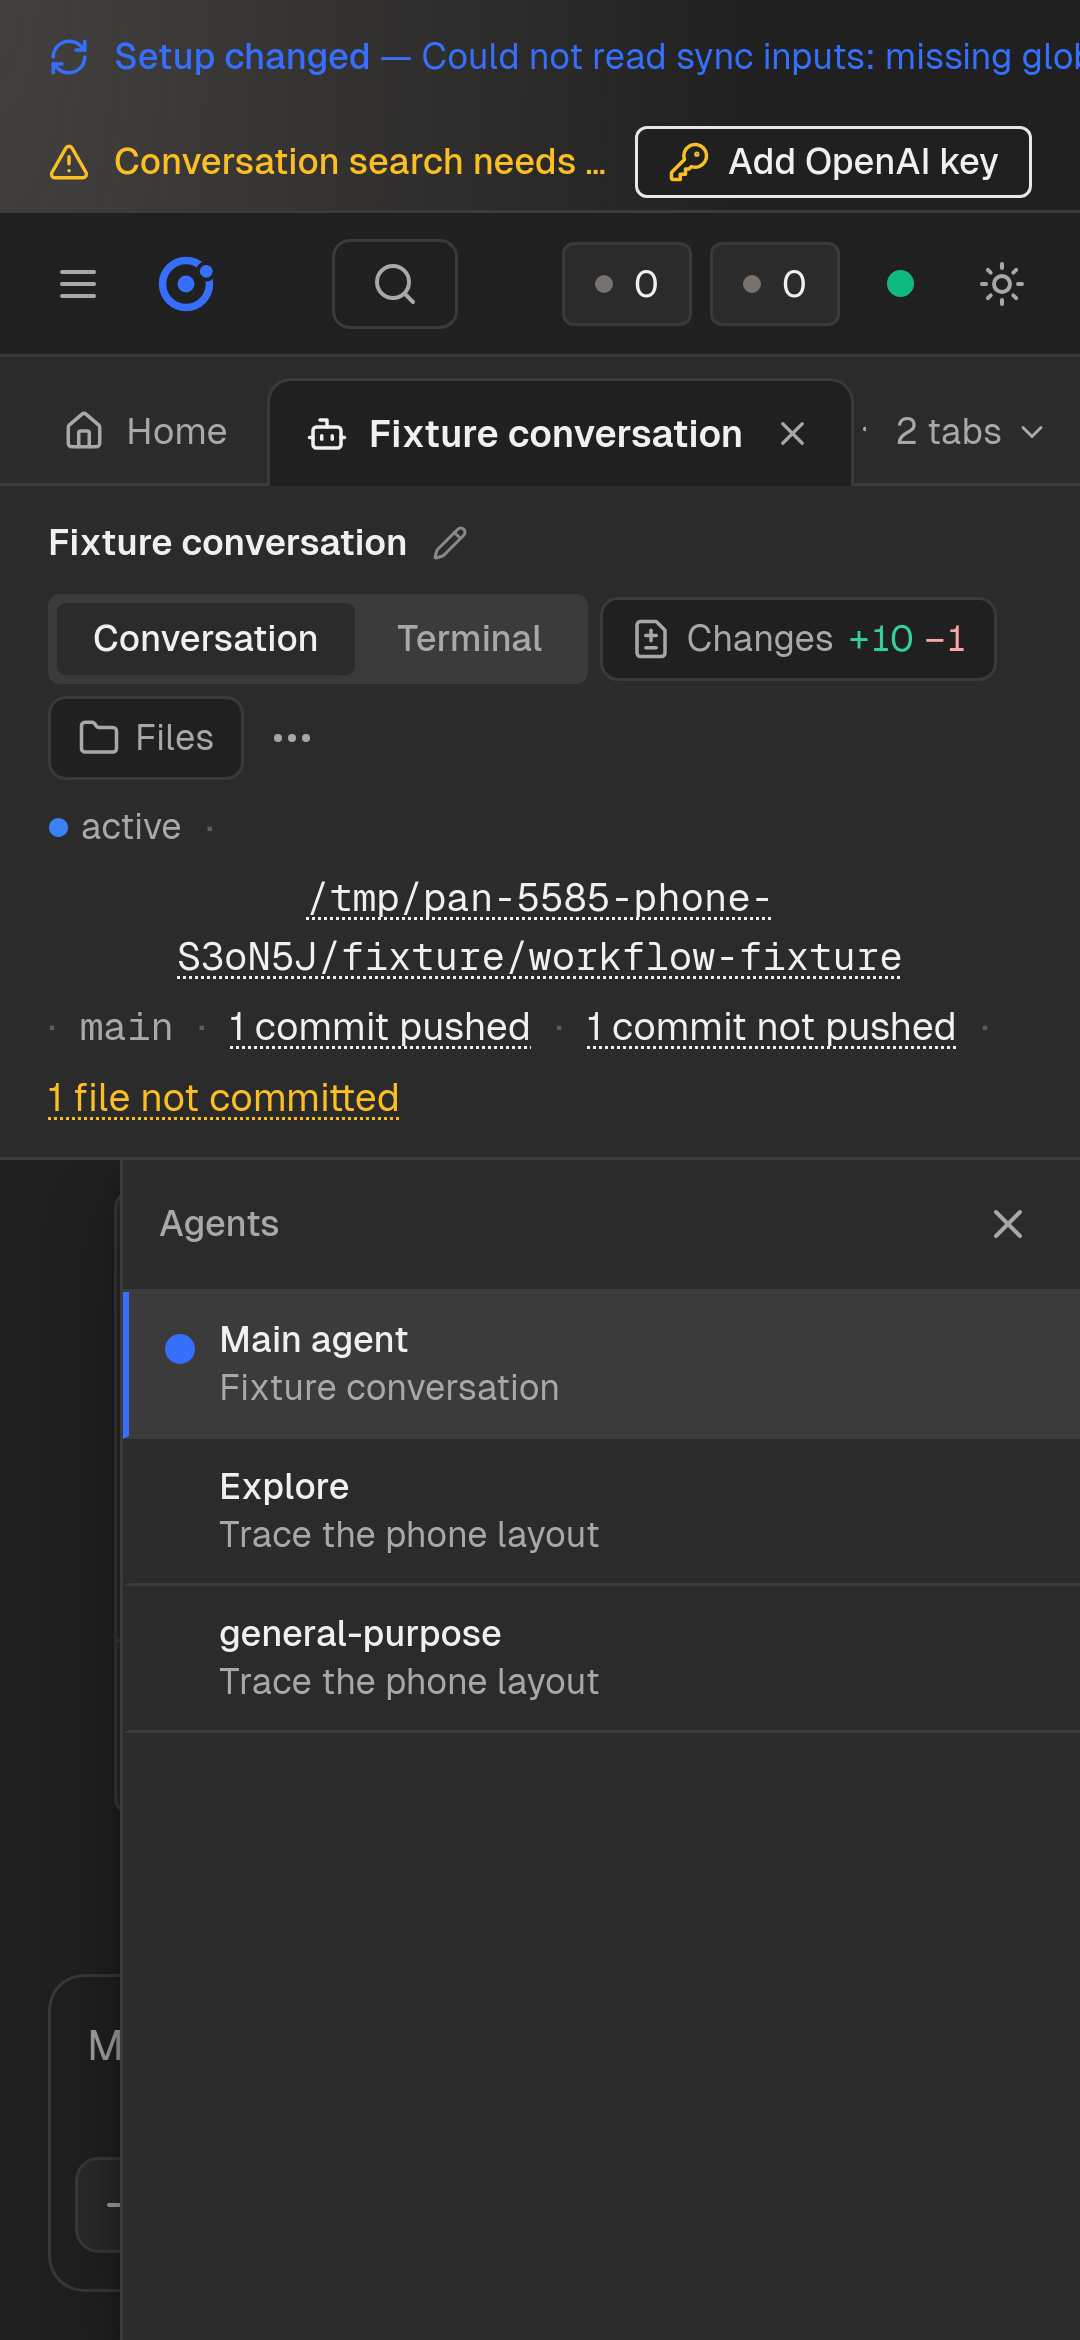 Setup changed — Could not read sync inputs: missing glob
Conversation search needs ... Add OpenAI key
0 0
Home Fixture conversation 2 tabs
Fixture conversation
Conversation Terminal Changes +10 −1
Files
active ·
/tmp/pan-5585-phone-
S3oN5J/fixture/workflow-fixture
· main · 1 commit pushed · 1 commit not pushed ·
1 file not committed
Agents
Main agent
Fixture conversation
Explore
Trace the phone layout
general-purpose
Trace the phone layout
M